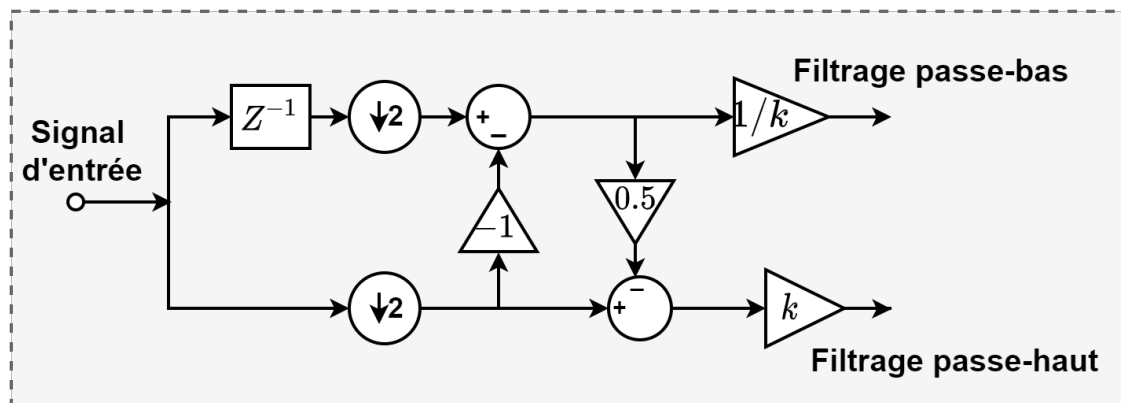 Filtrage passe-bas
Signal
d'entrée
Z⁻¹
↓2
+
−
1/k
0.5
−1
↓2
+
−
k
Filtrage passe-haut